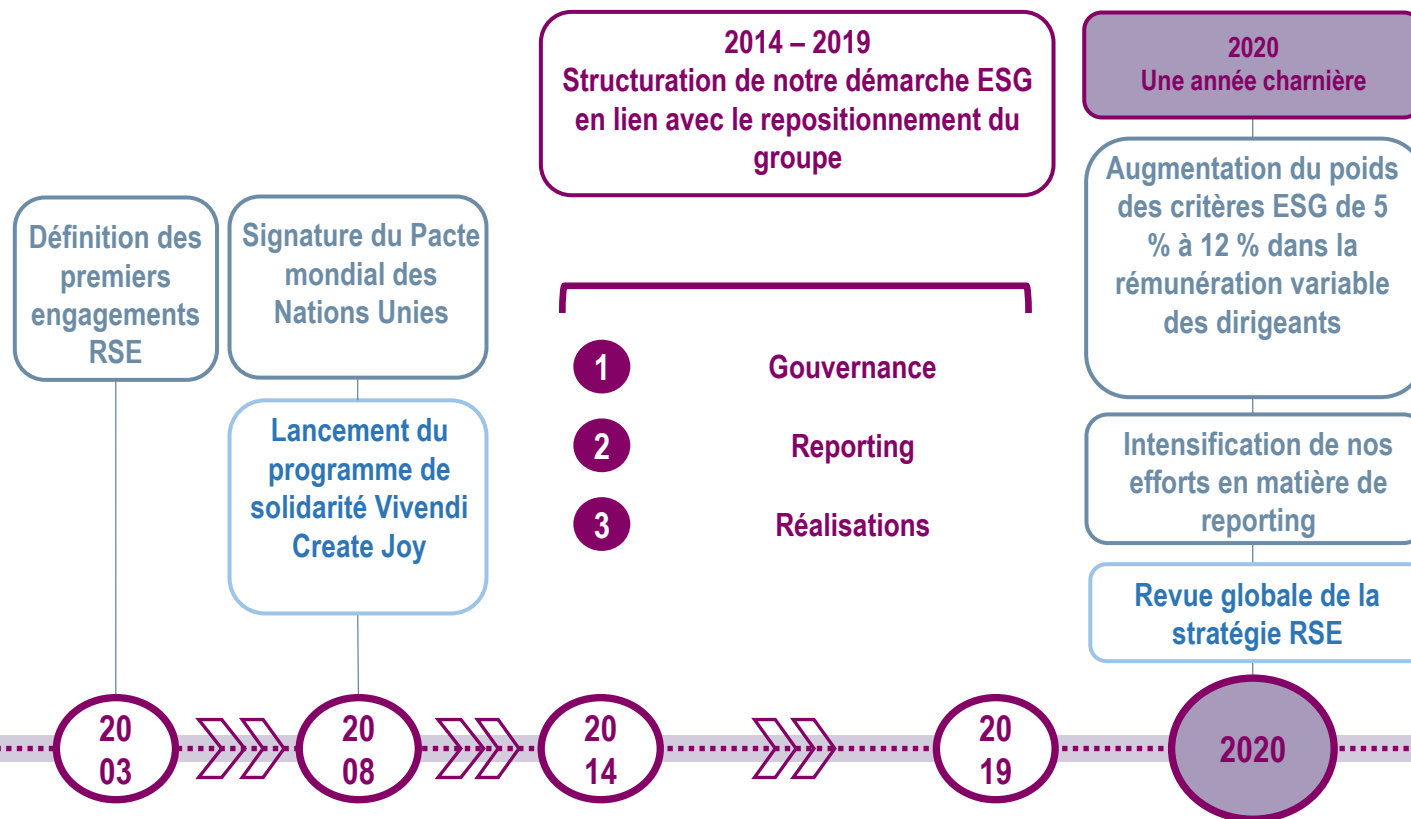 Définition des
premiers
engagements
RSE
Signature du Pacte
mondial des
Nations Unies
Lancement du
programme de
solidarité Vivendi
Create Joy
2014 – 2019
Structuration de notre démarche ESG
en lien avec le repositionnement du
groupe
1 Gouvernance
2 Reporting
3 Réalisations
2020
Une année charnière
Augmentation du poids
des critères ESG de 5
% à 12 % dans la
rémunération variable
des dirigeants
Intensification de nos
efforts en matière de
reporting
Revue globale de la
stratégie RSE
20
03
20
08
20
14
20
19
2020